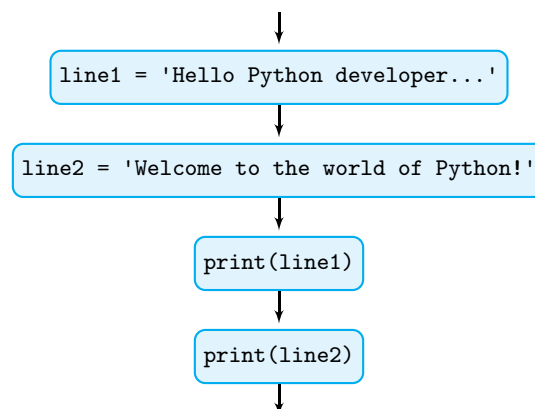 line1 = 'Hello Python developer...'
line2 = 'Welcome to the world of Python!'
print(line1)
print(line2)